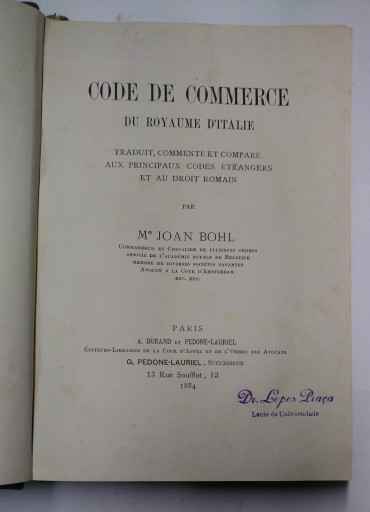 CODE DE COMMERCE
DU ROYAUME D'ITALIE
TRADUIT, COMMENTÉ ET COMPARÉ
AUX PRINCIPAUX CODES ÉTRANGERS
ET AU DROIT ROMAIN
PAR
Me JOAN BOHL
COMMANDEUR ET CHEVALIER DE PLUSIEURS ORDRES
ASSOCIÉ DE L'ACADÉMIE ROYALE DE BELGIQUE
MEMBRE DE DIVERSES SOCIÉTÉS SAVANTES
AVOCAT A LA COUR D'AMSTERDAM
ETC. ETC.
PARIS
A. DURAND ET PEDONE-LAURIEL
ÉDITEURS-LIBRAIRES DE LA COUR D'APPEL ET DE L'ORDRE DES AVOCATS
G. PEDONE-LAURIEL, SUCCESSEUR
13 Rue Soufflot, 13
1884
Dr. Lopes Praça
Lente da Universidade